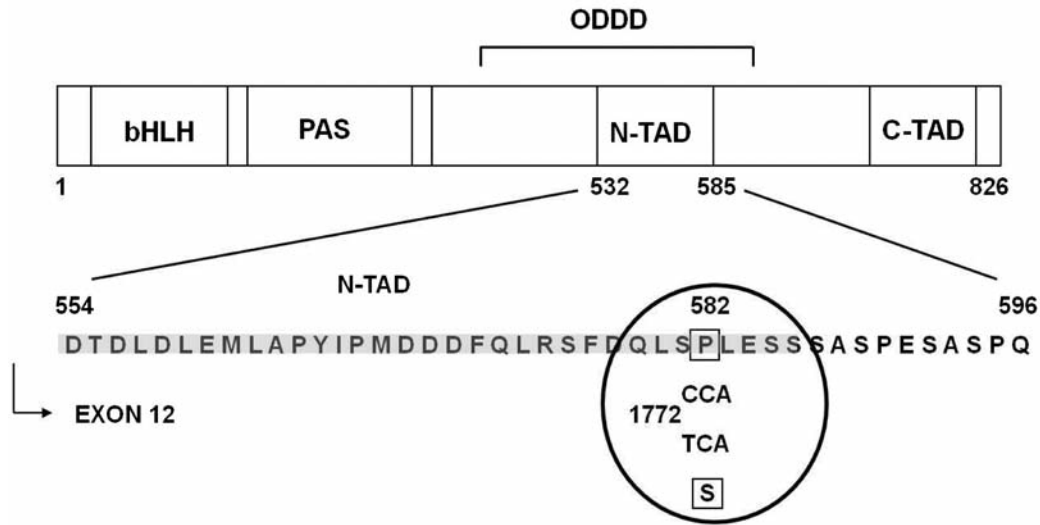 ODDD
bHLH PAS N-TAD C-TAD
1 532 585 826
N-TAD
554 582 596
D T D L D L E M L A P Y I P M D D D F Q L R S F D Q L S P L E S S S A S P E S A S P Q
CCA
EXON 12 1772
TCA
S